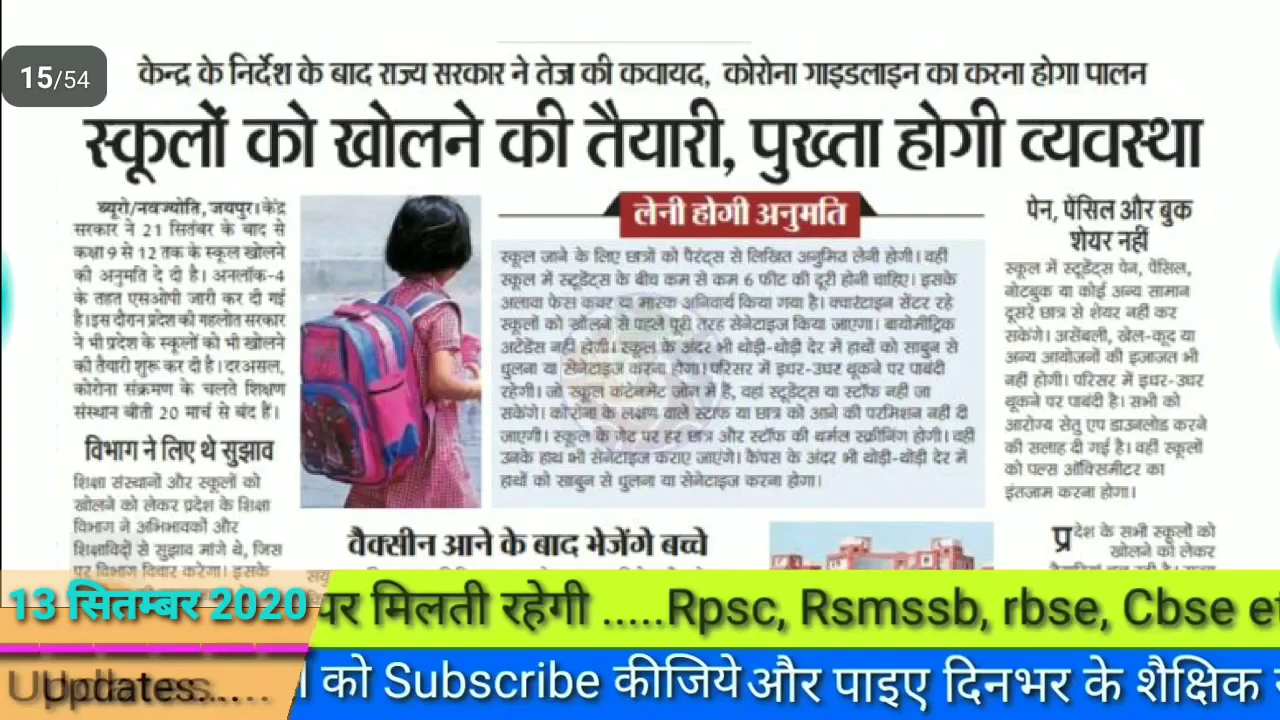 15/54
केन्द्र के निर्देश के बाद राज्य सरकार ने तेज की कवायद, कोरोना गाइडलाइन का करना होगा पालन
स्कूलों को खोलने की तैयारी, पुख्ता होगी व्यवस्था
ब्यूरो/नवज्योति, जयपुर। केंद्र
सरकार ने 21 सितंबर के बाद से
कक्षा 9 से 12 तक के स्कूल खोलने
की अनुमति दे दी है। अनलॉक-4
के तहत एसओपी जारी कर दी गई
है। इस दौरान प्रदेश की गहलोत सरकार
ने भी प्रदेश के स्कूलों को भी खोलने
की तैयारी शुरू कर दी है। दरअसल,
कोरोना संक्रमण के चलते शिक्षण
संस्थान बीती 20 मार्च से बंद हैं।
विभाग ने लिए थे सुझाव
शिक्षा संस्थानों और स्कूलों को
खोलने को लेकर प्रदेश के शिक्षा
विभाग ने अभिभावकों और
शिक्षाविदों से सुझाव मांगे थे, जिस
पर विभाग विचार करेगा। इसके
लेनी होगी अनुमति
स्कूल जाने के लिए छात्रों को पैरंट्स से लिखित अनुमित लेनी होगी। वहीं
स्कूल में स्टूडेंट्स के बीच कम से कम 6 फीट की दूरी होनी चाहिए। इसके
अलावा फेस कवर या मास्क अनिवार्य किया गया है। क्वारंटाइन सेंटर रहे
स्कूलों को खोलने से पहले पूरी तरह सेनेटाइज किया जाएगा। बायोमीट्रिक
अटेंडेंस नहीं होगी। स्कूल के अंदर भी थोड़ी-थोड़ी देर में हाथों को साबुन से
धुलना या सेनेटाइज करना होगा। परिसर में इधर-उधर थूकने पर पाबंदी
रहेगी। जो स्कूल कंटेनमेंट जोन में हैं, वहां स्टूडेंट्स या स्टॉफ नहीं जा
सकेंगे। कोरोना के लक्षण वाले स्टाफ या छात्र को आने की परमिशन नहीं दी
जाएगी। स्कूल के गेट पर हर छात्र और स्टॉफ की थर्मल स्क्रीनिंग होगी। वहीं
उनके हाथ भी सेनेटाइज कराए जाएंगे। कैंपस के अंदर भी थोड़ी-थोड़ी देर में
हाथों को साबुन से धुलना या सेनेटाइज करना होगा।
पेन, पेंसिल और बुक
शेयर नहीं
स्कूल में स्टूडेंट्स पेन, पेंसिल,
नोटबुक या कोई अन्य सामान
दूसरे छात्र से शेयर नहीं कर
सकेंगे। असेंबली, खेल-कूद या
अन्य आयोजनों की इजाजत भी
नहीं होगी। परिसर में इधर-उधर
थूकने पर पाबंदी है। सभी को
आरोग्य सेतु एप डाउनलोड करने
की सलाह दी गई है। वहीं स्कूलों
को पल्स ऑक्सिमीटर का
इंतजाम करना होगा।
वैक्सीन आने के बाद भेजेंगे बच्चे
प्रदेश के सभी स्कूलों को
खोलने को लेकर
13 सितम्बर 2020
पर मिलती रहेगी .....Rpsc, Rsmssb, rbse, Cbse et
Updates....
को Subscribe कीजिये और पाइए दिनभर के शैक्षिक